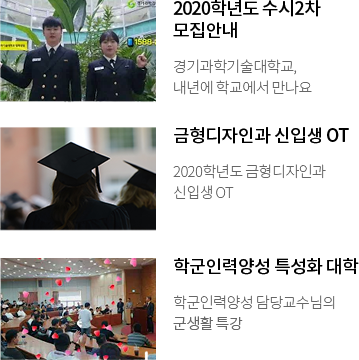 2020학년도 수시2차
모집안내
경기과학기술대학교,
내년에 학교에서 만나요
금형디자인과 신입생 OT
2020학년도 금형디자인과
신입생 OT
학군인력양성 특성화 대학
학군인력양성 담당교수님의
군생활 특강